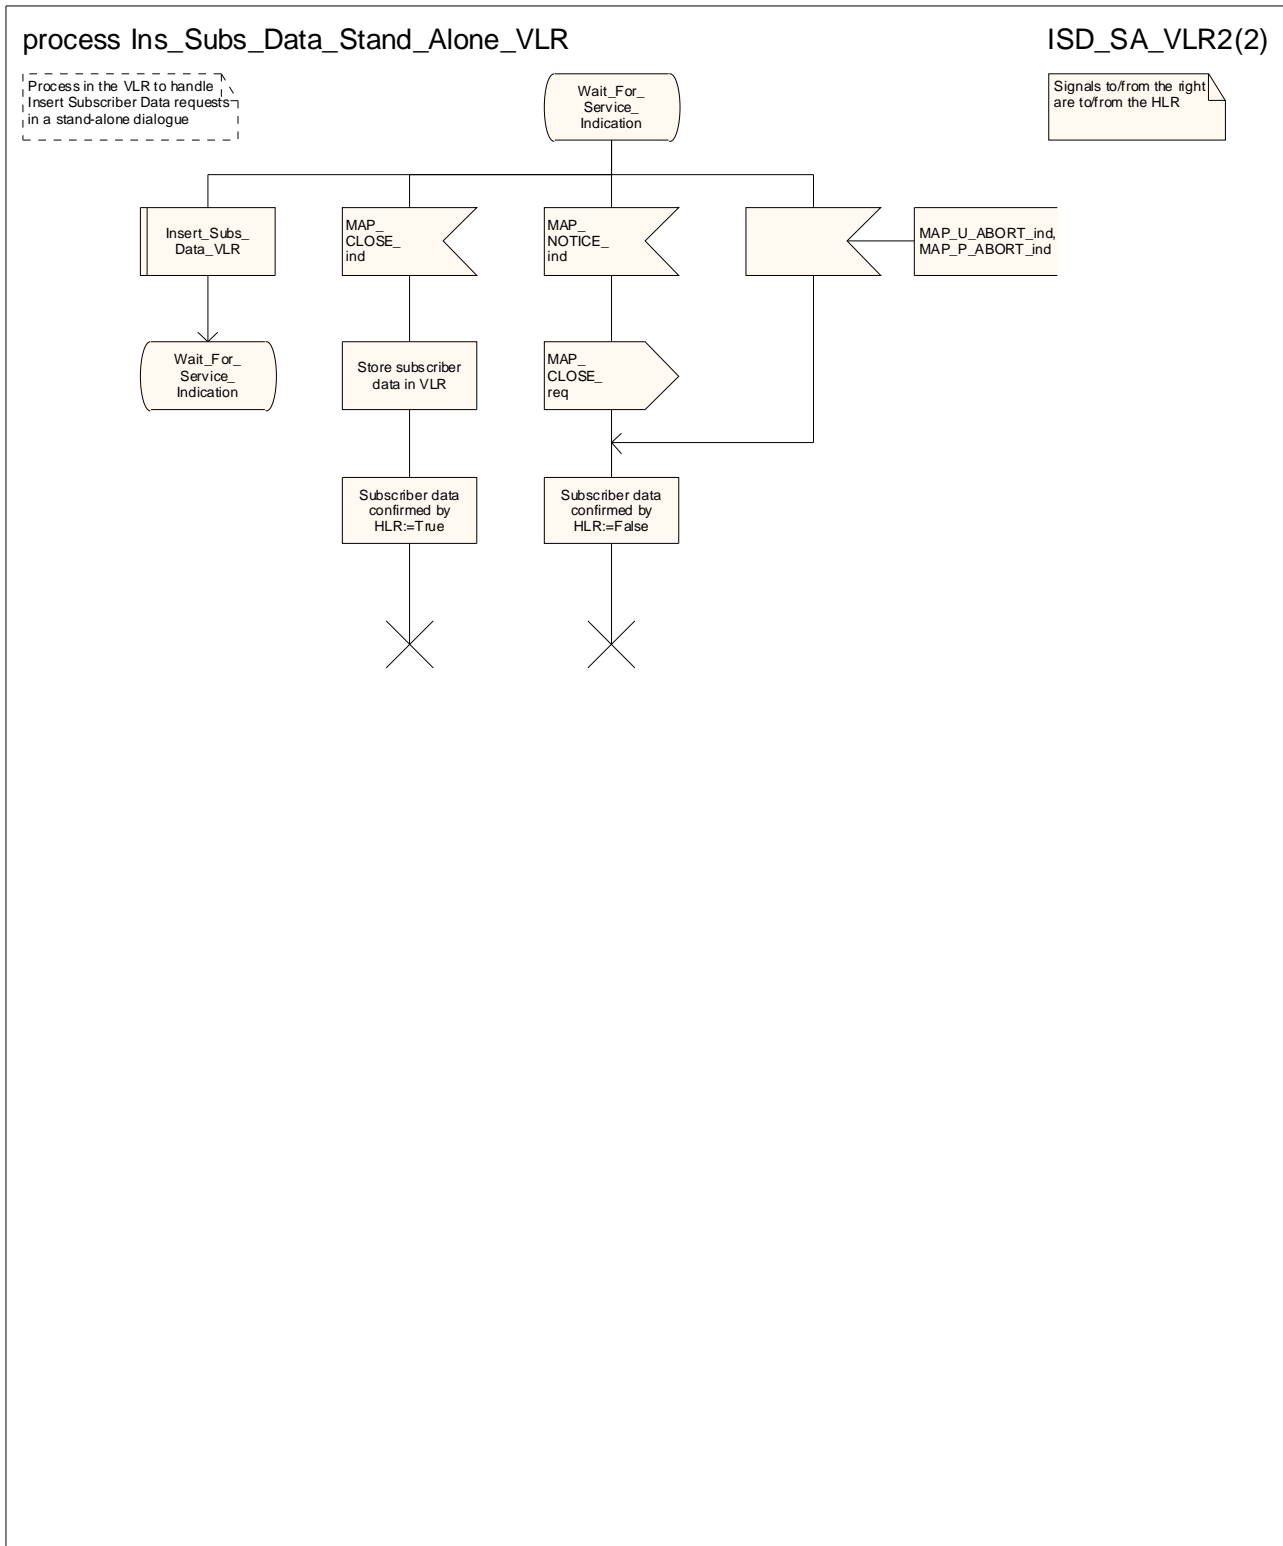 process Ins_Subs_Data_Stand_Alone_VLR
ISD_SA_VLR2(2)
Process in the VLR to handle
Insert Subscriber Data requests
in a stand-alone dialogue
Wait_For_
Service_
Indication
Signals to/from the right
are to/from the HLR
Insert_Subs_
Data_VLR
MAP_
CLOSE_
ind
MAP_
NOTICE_
ind
MAP_U_ABORT_ind,
MAP_P_ABORT_ind
Wait_For_
Service_
Indication
Store subscriber
data in VLR
MAP_
CLOSE_
req
Subscriber data
confirmed by
HLR:=True
Subscriber data
confirmed by
HLR:=False